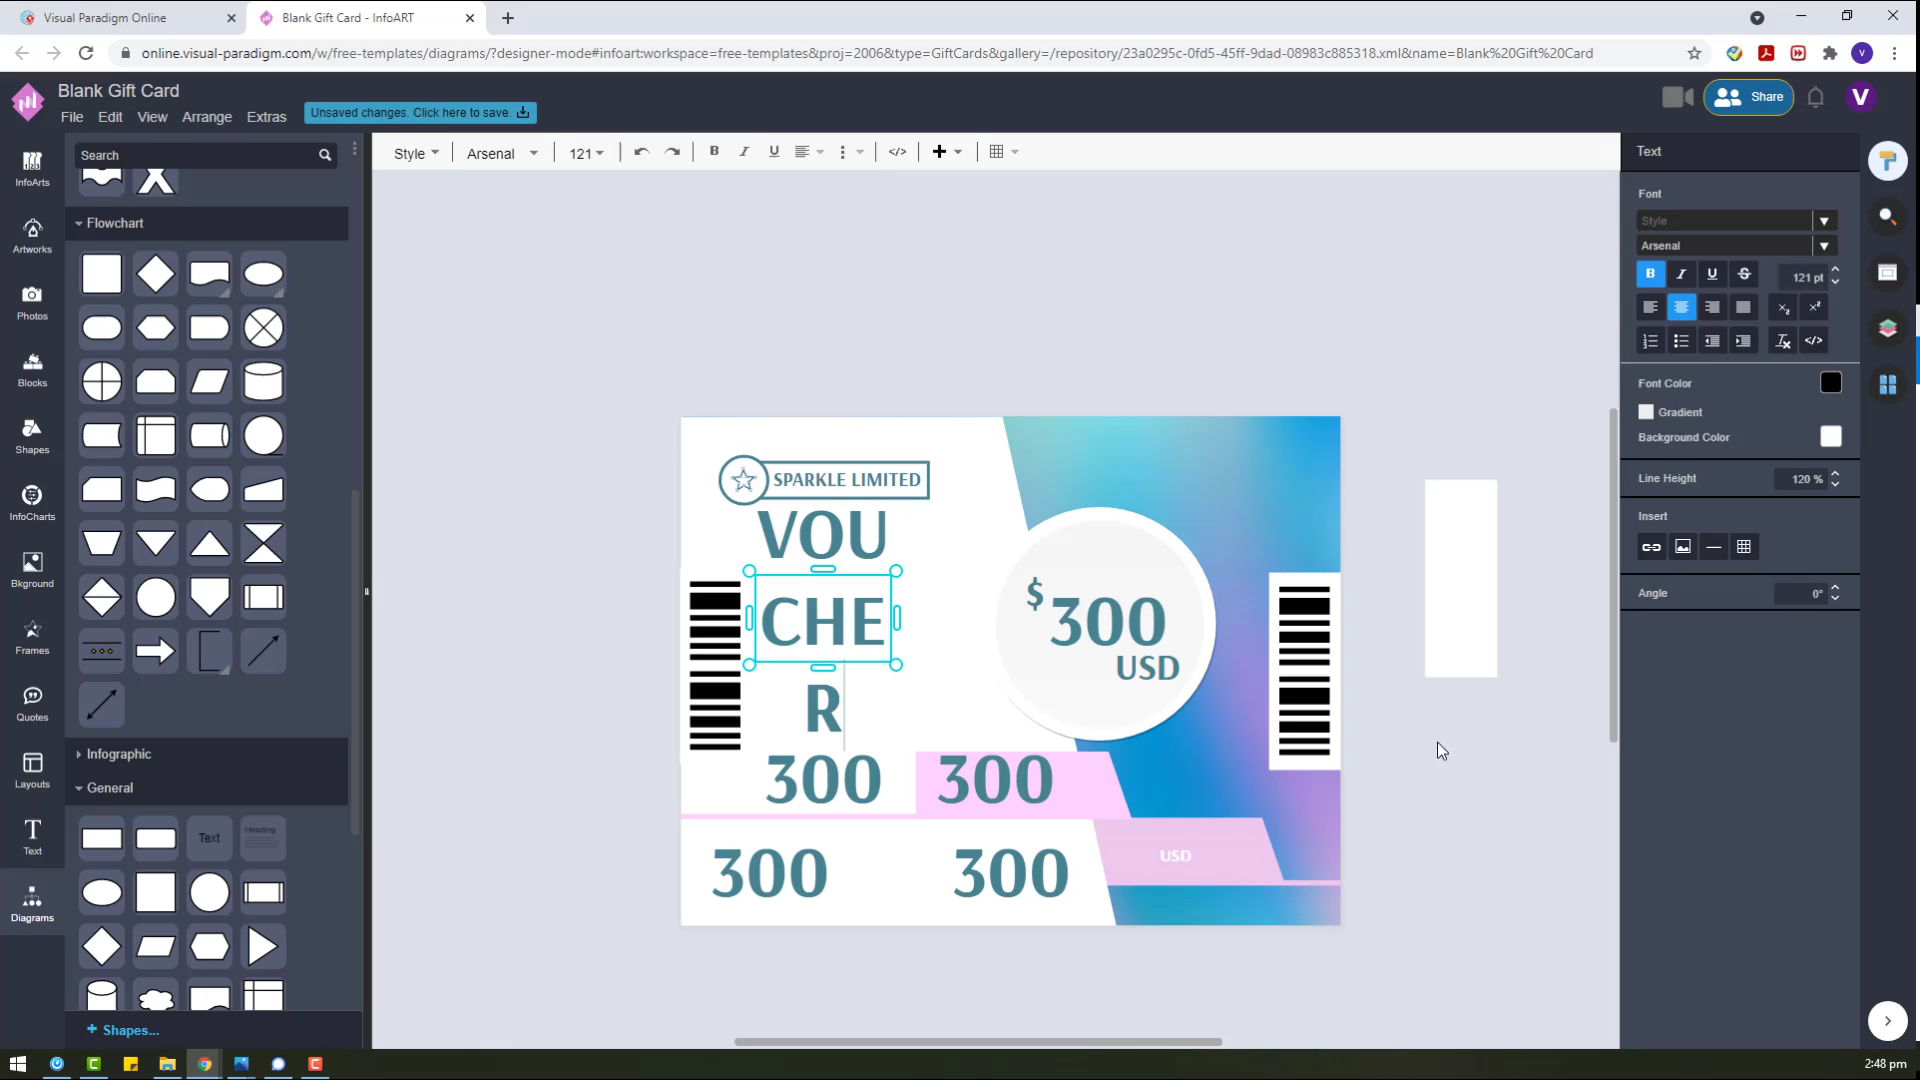 Visual Paradigm Online
Blank Gift Card - InfoART
online.visual-paradigm.com/w/free-templates/diagrams/?designer-mode#infoart:workspace=free-templates&proj=2006&type=GiftCards&gallery=/repository/23a0295c-0fd5-45ff-9dad-08983c885318.xml&name=Blank%20Gift%20Card
Blank Gift Card
File Edit View Arrange Extras
Unsaved changes. Click here to save.
Share
V
Search
Style
Arsenal
121
B I U
Text
InfoArts
Artworks
Photos
Blocks
Shapes
InfoCharts
Bkground
Frames
Quotes
Layouts
Text
Diagrams
Flowchart
Infographic
General
Text
Heading
+ Shapes...
SPARKLE LIMITED
VOU
CHE
R
$
300
USD
300
300
USD
300
300
Font
Style
Arsenal
B I U S
121 pt
Font Color
Gradient
Background Color
Line Height
120 %
Insert
Angle
0°
2:48 pm